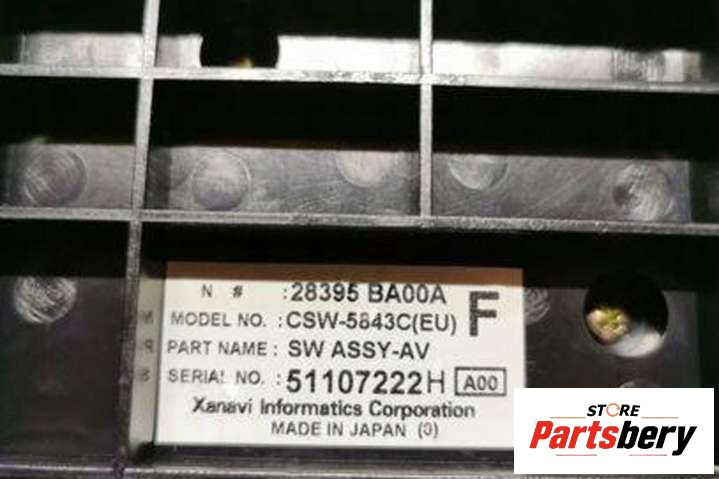 N # : 28395 BA00A
F
MODEL NO. : CSW-5843C(EU)
PART NAME : SW ASSY-AV
SERIAL NO. : 51107222H A00
Xanavi Informatics Corporation
MADE IN JAPAN (3)
STORE
Partsbery